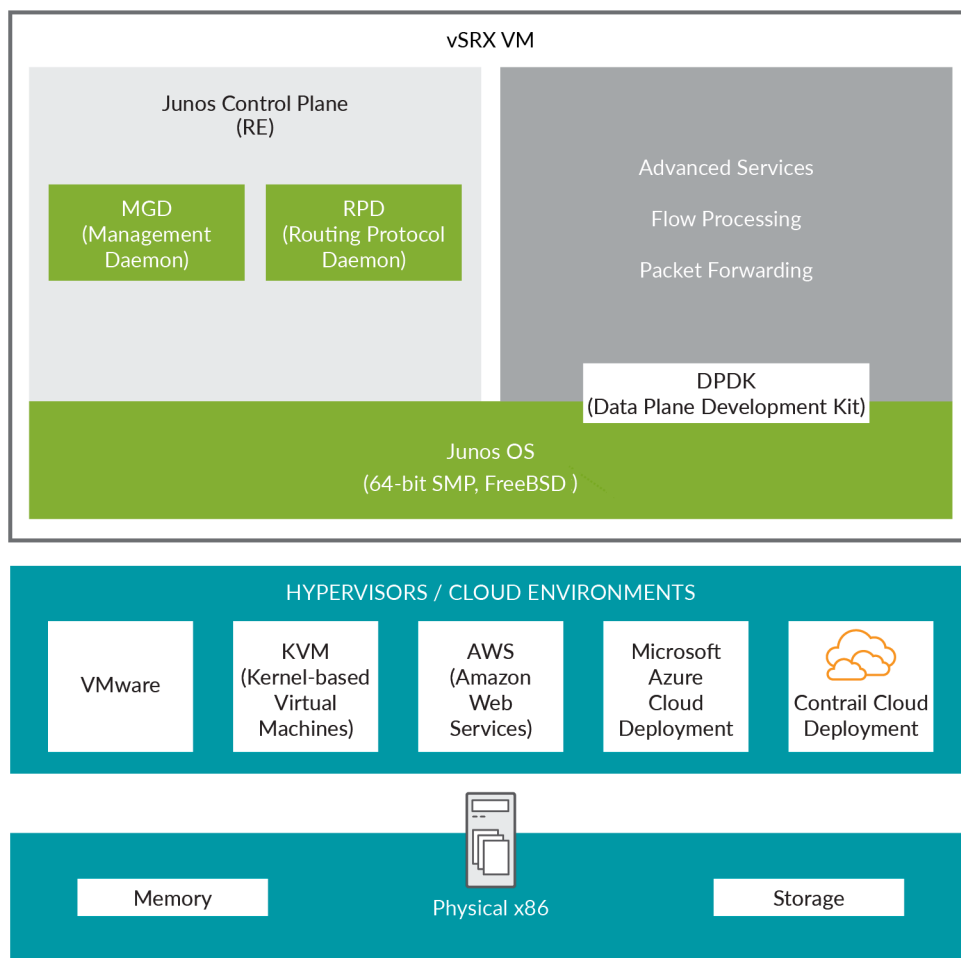 vSRX VM
Junos Control Plane
(RE)
MGD
(Management
Daemon)
RPD
(Routing Protocol
Daemon)
Advanced Services
Flow Processing
Packet Forwarding
DPDK
(Data Plane Development Kit)
Junos OS
(64-bit SMP, FreeBSD )
HYPERVISORS / CLOUD ENVIRONMENTS
VMware
KVM
(Kernel-based
Virtual
Machines)
AWS
(Amazon
Web
Services)
Microsoft
Azure
Cloud
Deployment
Contrail Cloud
Deployment
Memory
Physical x86
Storage